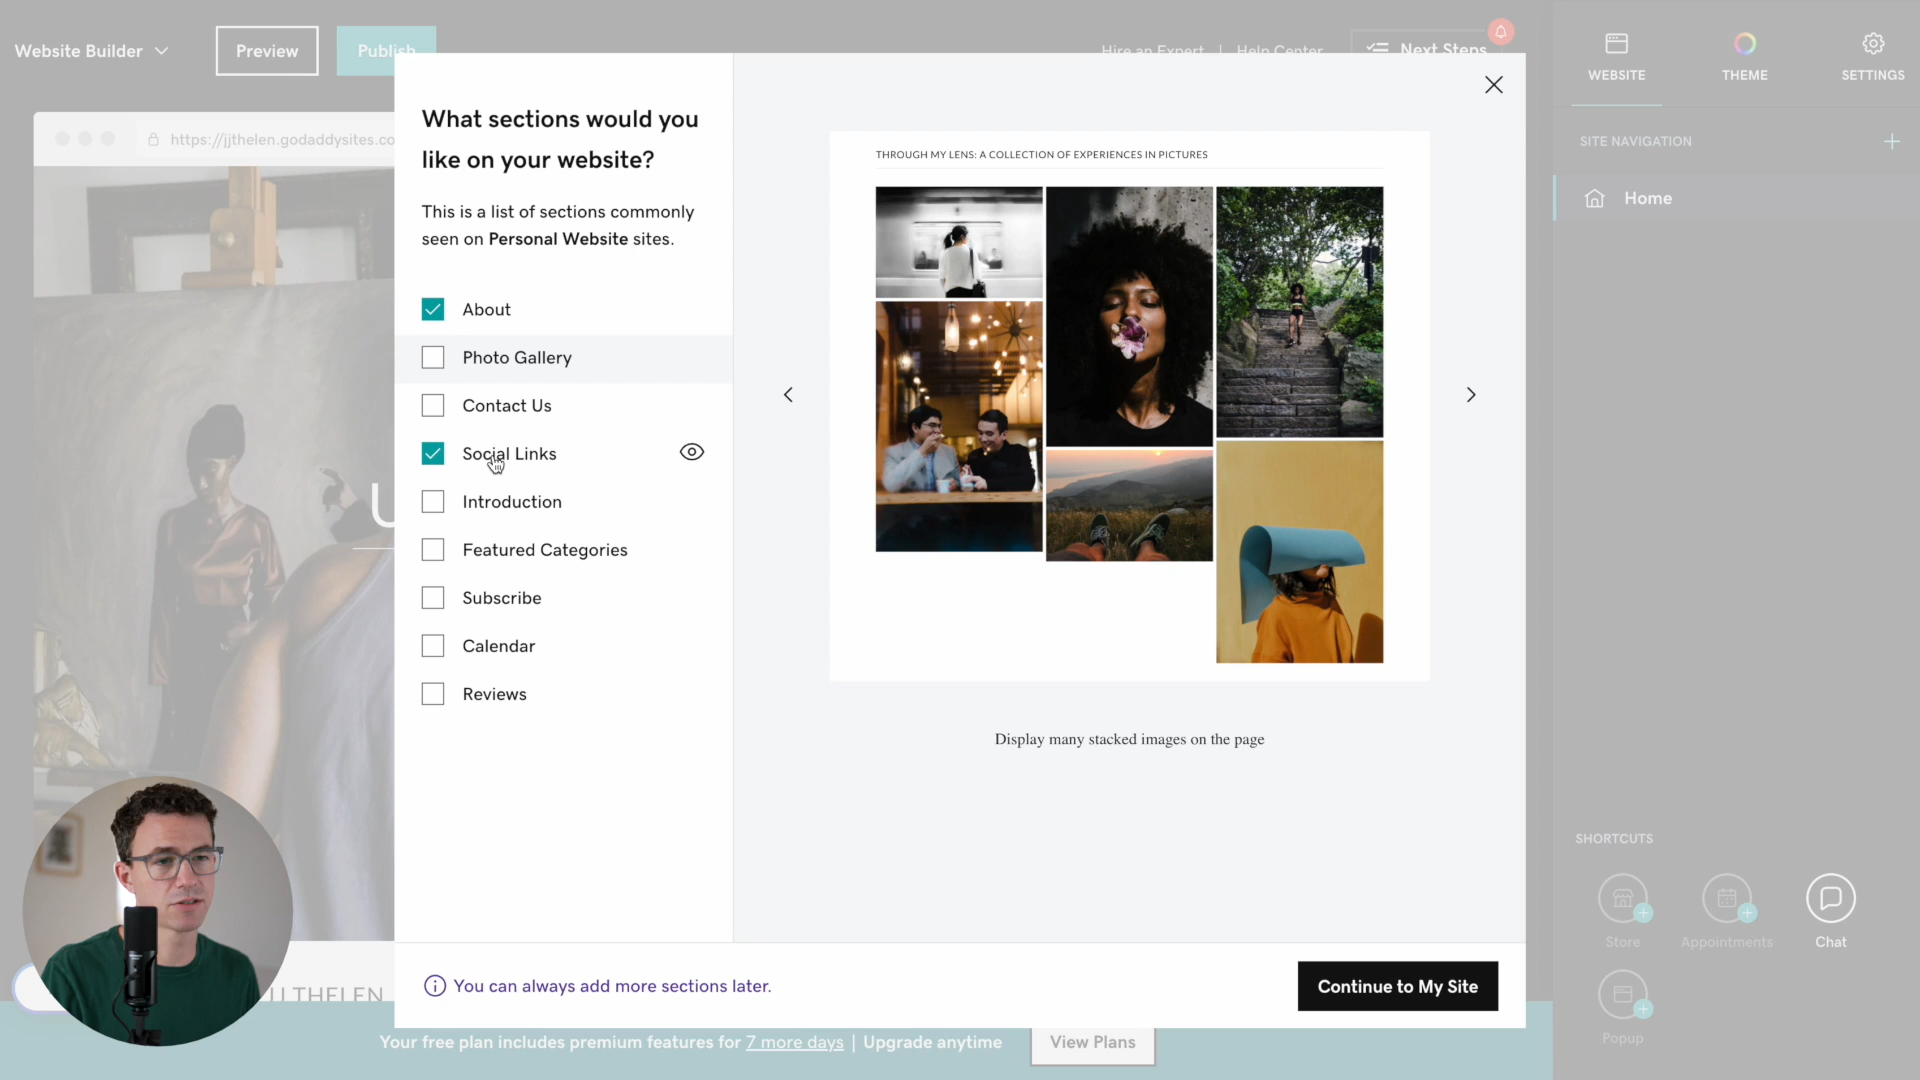 Website Builder
Preview
Publish
Hire an Expert | Help Center
Next Steps
WEBSITE
THEME
SETTINGS
https://jjthelen.godaddysites.co
SITE NAVIGATION
Home
What sections would you
like on your website?
This is a list of sections commonly
seen on Personal Website sites.
About
Photo Gallery
Contact Us
Social Links
Introduction
Featured Categories
Subscribe
Calendar
Reviews
THROUGH MY LENS: A COLLECTION OF EXPERIENCES IN PICTURES
Display many stacked images on the page
You can always add more sections later.
Continue to My Site
SHORTCUTS
Store
Appointments
Chat
Popup
THELEN
Your free plan includes premium features for 7 more days | Upgrade anytime
View Plans